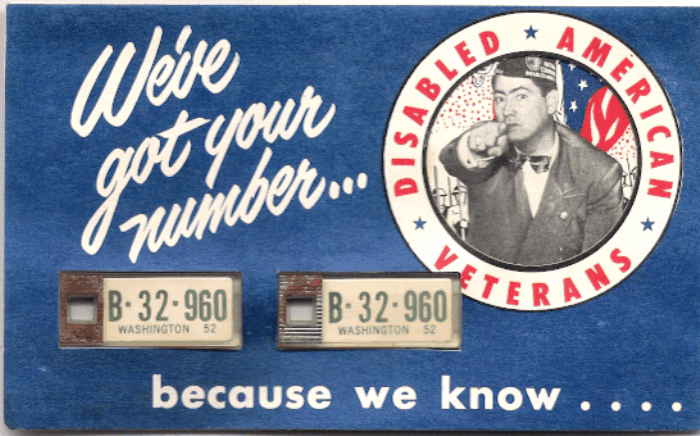 We've
got your
number...
DISABLED ★ AMERICAN ★ VETERANS ★
B·32·960
WASHINGTON 52
B·32·960
WASHINGTON 52
because we know . . . .